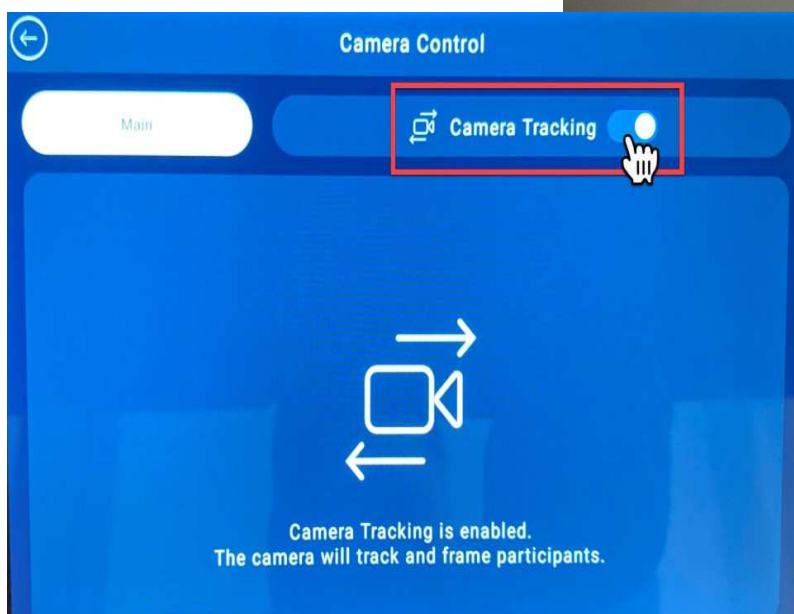 Camera Control
Main
Camera Tracking
Camera Tracking is enabled.
The camera will track and frame participants.